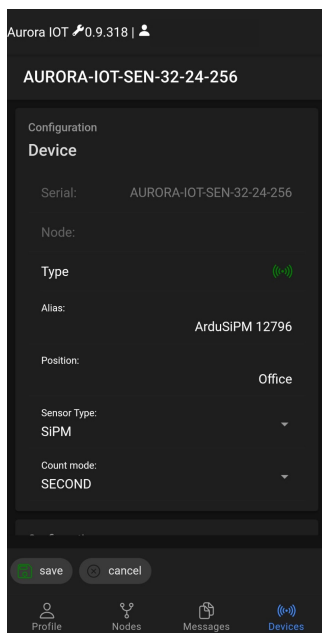 Aurora IOT 0.9.318 |
AURORA-IOT-SEN-32-24-256
Configuration
Device
Serial: AURORA-IOT-SEN-32-24-256
Node:
Type
Alias:
ArduSiPM 12796
Position:
Office
Sensor Type:
SiPM
Count mode:
SECOND
save cancel
Profile Nodes Messages Devices